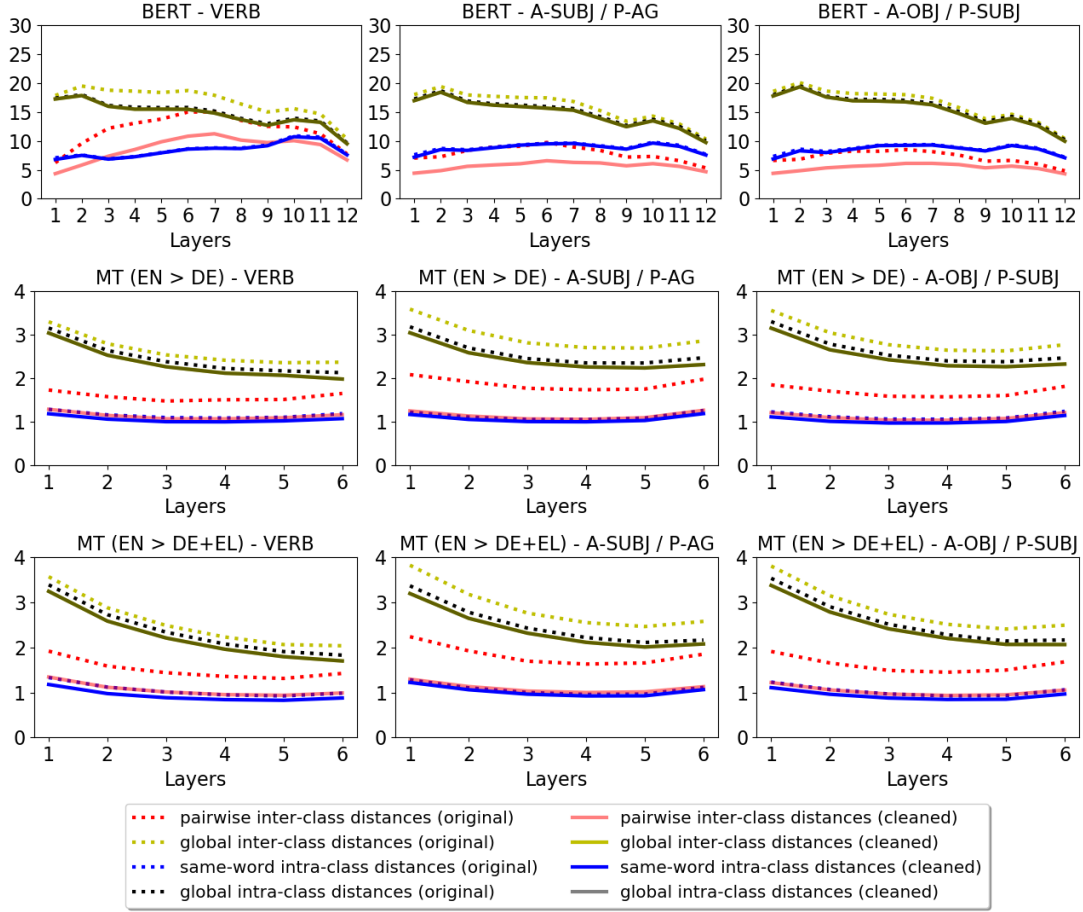 BERT - VERB
BERT - A-SUBJ / P-AG
BERT - A-OBJ / P-SUBJ
30
25
20
15
10
5
0
1 2 3 4 5 6 7 8 9 10 11 12
Layers
30
25
20
15
10
5
0
1 2 3 4 5 6 7 8 9 10 11 12
Layers
30
25
20
15
10
5
0
1 2 3 4 5 6 7 8 9 10 11 12
Layers
MT (EN > DE) - VERB
MT (EN > DE) - A-SUBJ / P-AG
MT (EN > DE) - A-OBJ / P-SUBJ
4
3
2
1
0
1 2 3 4 5 6
Layers
4
3
2
1
0
1 2 3 4 5 6
Layers
4
3
2
1
0
1 2 3 4 5 6
Layers
MT (EN > DE+EL) - VERB
MT (EN > DE+EL) - A-SUBJ / P-AG
MT (EN > DE+EL) - A-OBJ / P-SUBJ
4
3
2
1
0
1 2 3 4 5 6
Layers
4
3
2
1
0
1 2 3 4 5 6
Layers
4
3
2
1
0
1 2 3 4 5 6
Layers
pairwise inter-class distances (original)
global inter-class distances (original)
same-word intra-class distances (original)
global intra-class distances (original)
pairwise inter-class distances (cleaned)
global inter-class distances (cleaned)
same-word intra-class distances (cleaned)
global intra-class distances (cleaned)